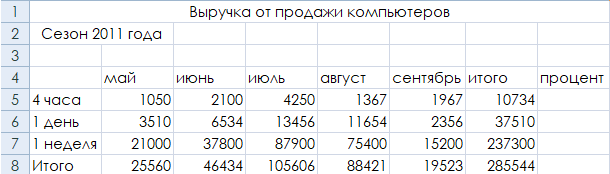 1 Выручка от продажи компьютеров
2 Сезон 2011 года
3
4 май июнь июль август сентябрь итого процент
5 4 часа 1050 2100 4250 1367 1967 10734
6 1 день 3510 6534 13456 11654 2356 37510
7 1 неделя 21000 37800 87900 75400 15200 237300
8 Итого 25560 46434 105606 88421 19523 285544